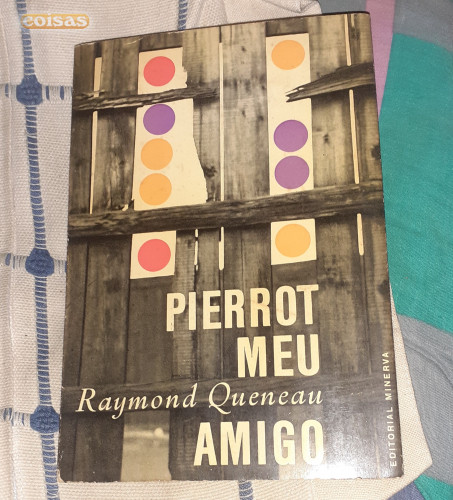 coisas
PIERROT
MEU
Raymond Queneau
AMIGO
EDITORIAL MINERVA